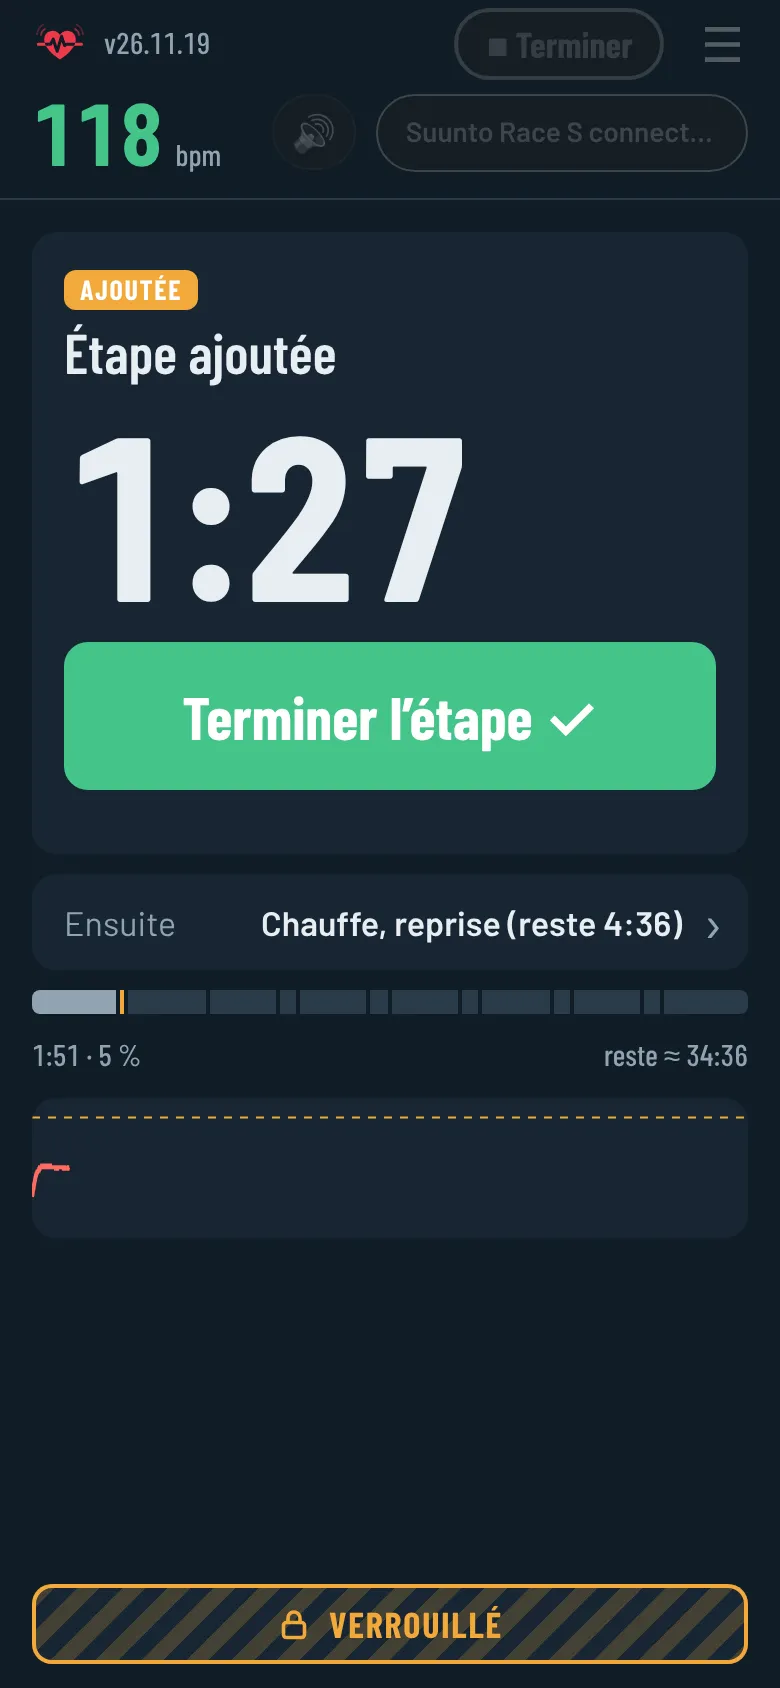 v26.11.19
■ Terminer
118 bpm
Suunto Race S connect...
AJOUTÉE
Étape ajoutée
1:27
Terminer l’étape ✓
Ensuite
Chauffe, reprise (reste 4:36) ›
1:51 · 5 %
reste ≈ 34:36
VERROUILLÉ